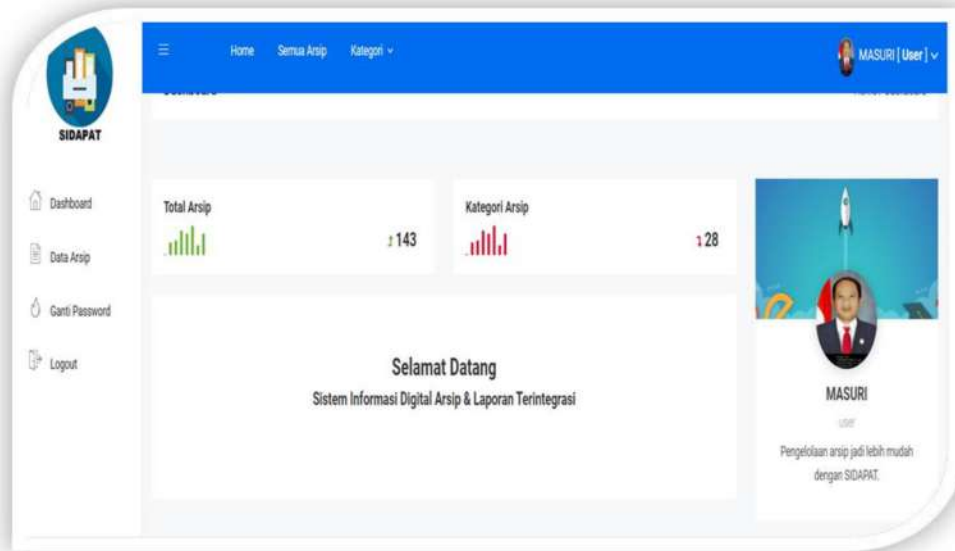 SIDAPAT
Home Semua Arsip Kategori
MASURI [ User ]
Dashboard
Data Arsip
Ganti Password
Logout
Total Arsip
143
Kategori Arsip
28
Selamat Datang
Sistem Informasi Digital Arsip & Laporan Terintegrasi
MASURI
user
Pengelolaan arsip jadi lebih mudah
dengan SIDAPAT.